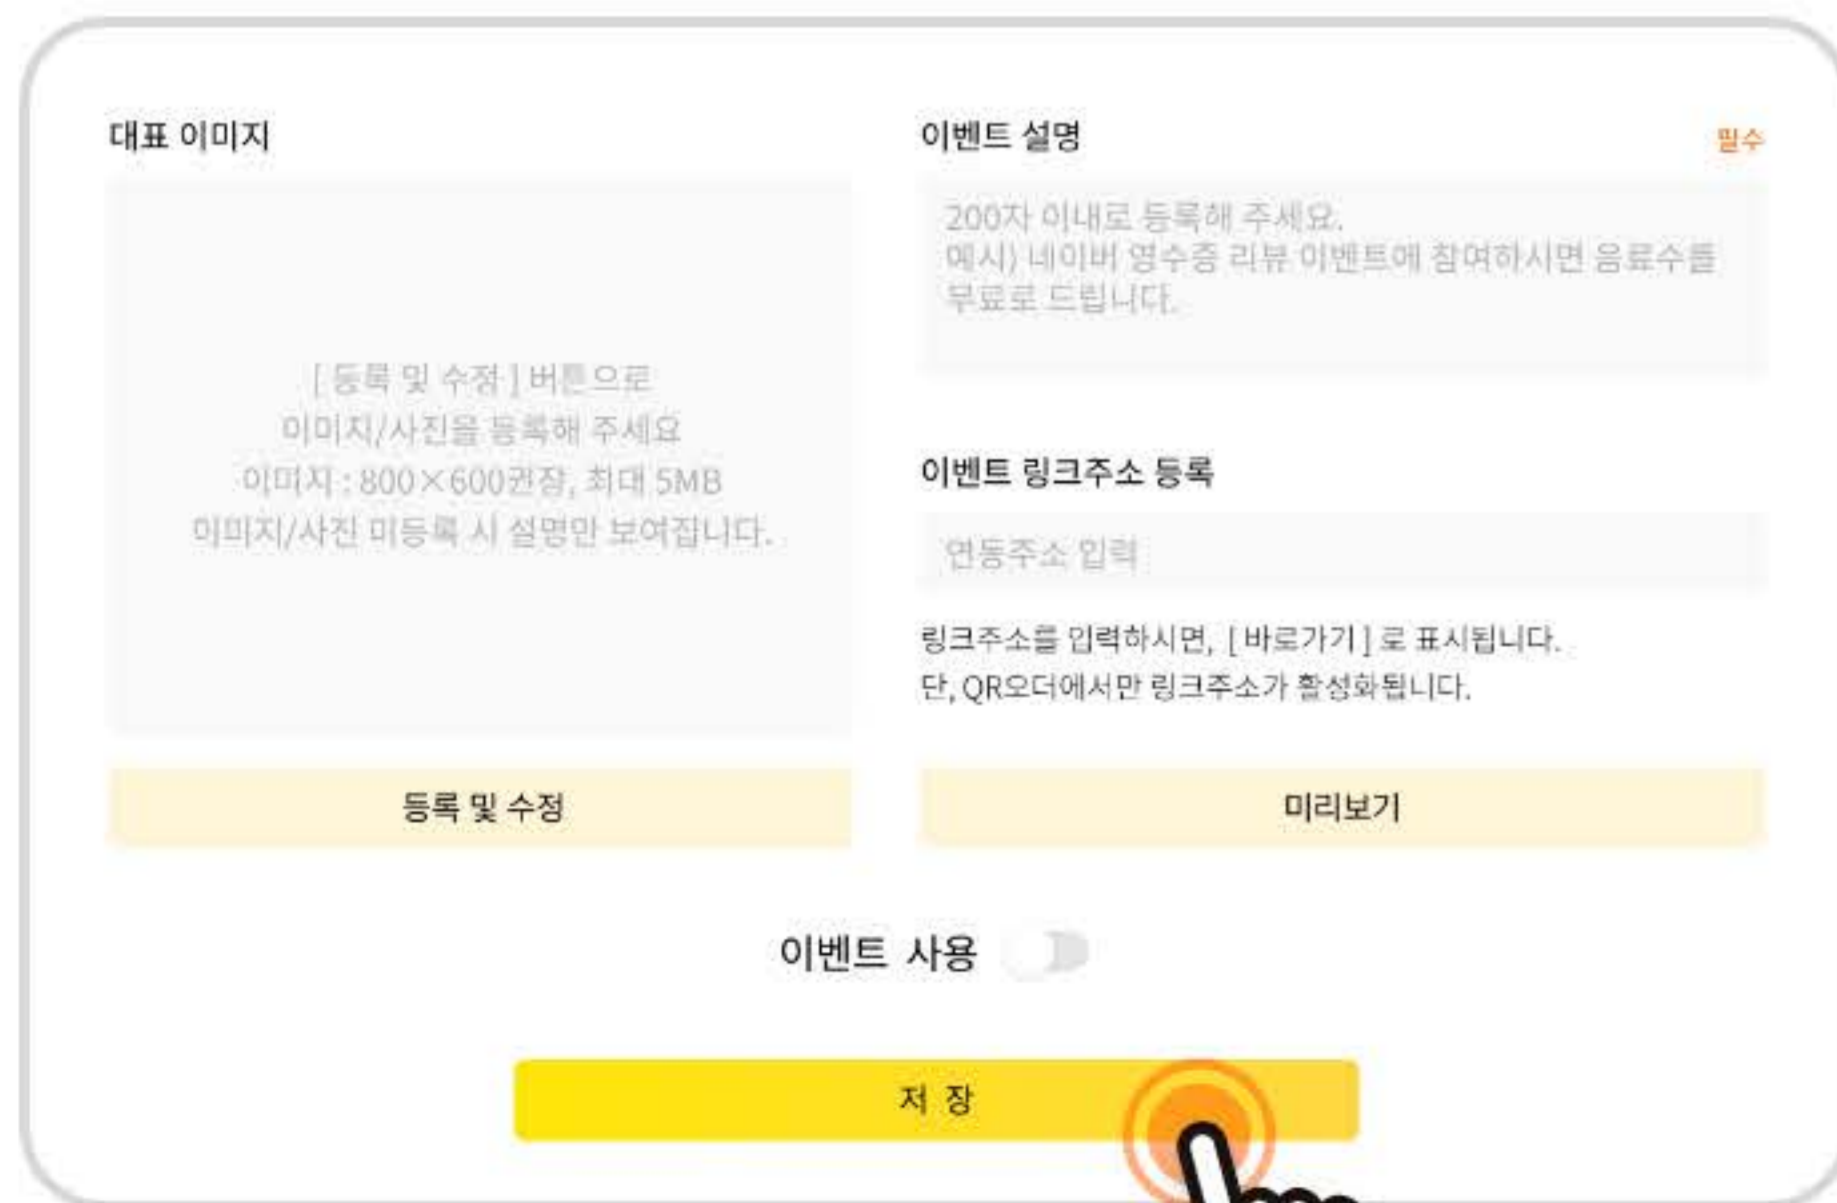 대표 이미지
[ 등록 및 수정 ] 버튼으로
이미지/사진을 등록해 주세요
이미지 : 800×600권장, 최대 5MB
이미지/사진 미등록 시 설명만 보여집니다.
등록 및 수정
이벤트 설명
필수
200자 이내로 등록해 주세요.
예시) 네이버 영수증 리뷰 이벤트에 참여하시면 음료수를
무료로 드립니다.
이벤트 링크주소 등록
연동주소 입력
링크주소를 입력하시면, [ 바로가기 ] 로 표시됩니다.
단, QR오더에서만 링크주소가 활성화됩니다.
미리보기
이벤트 사용
저 장